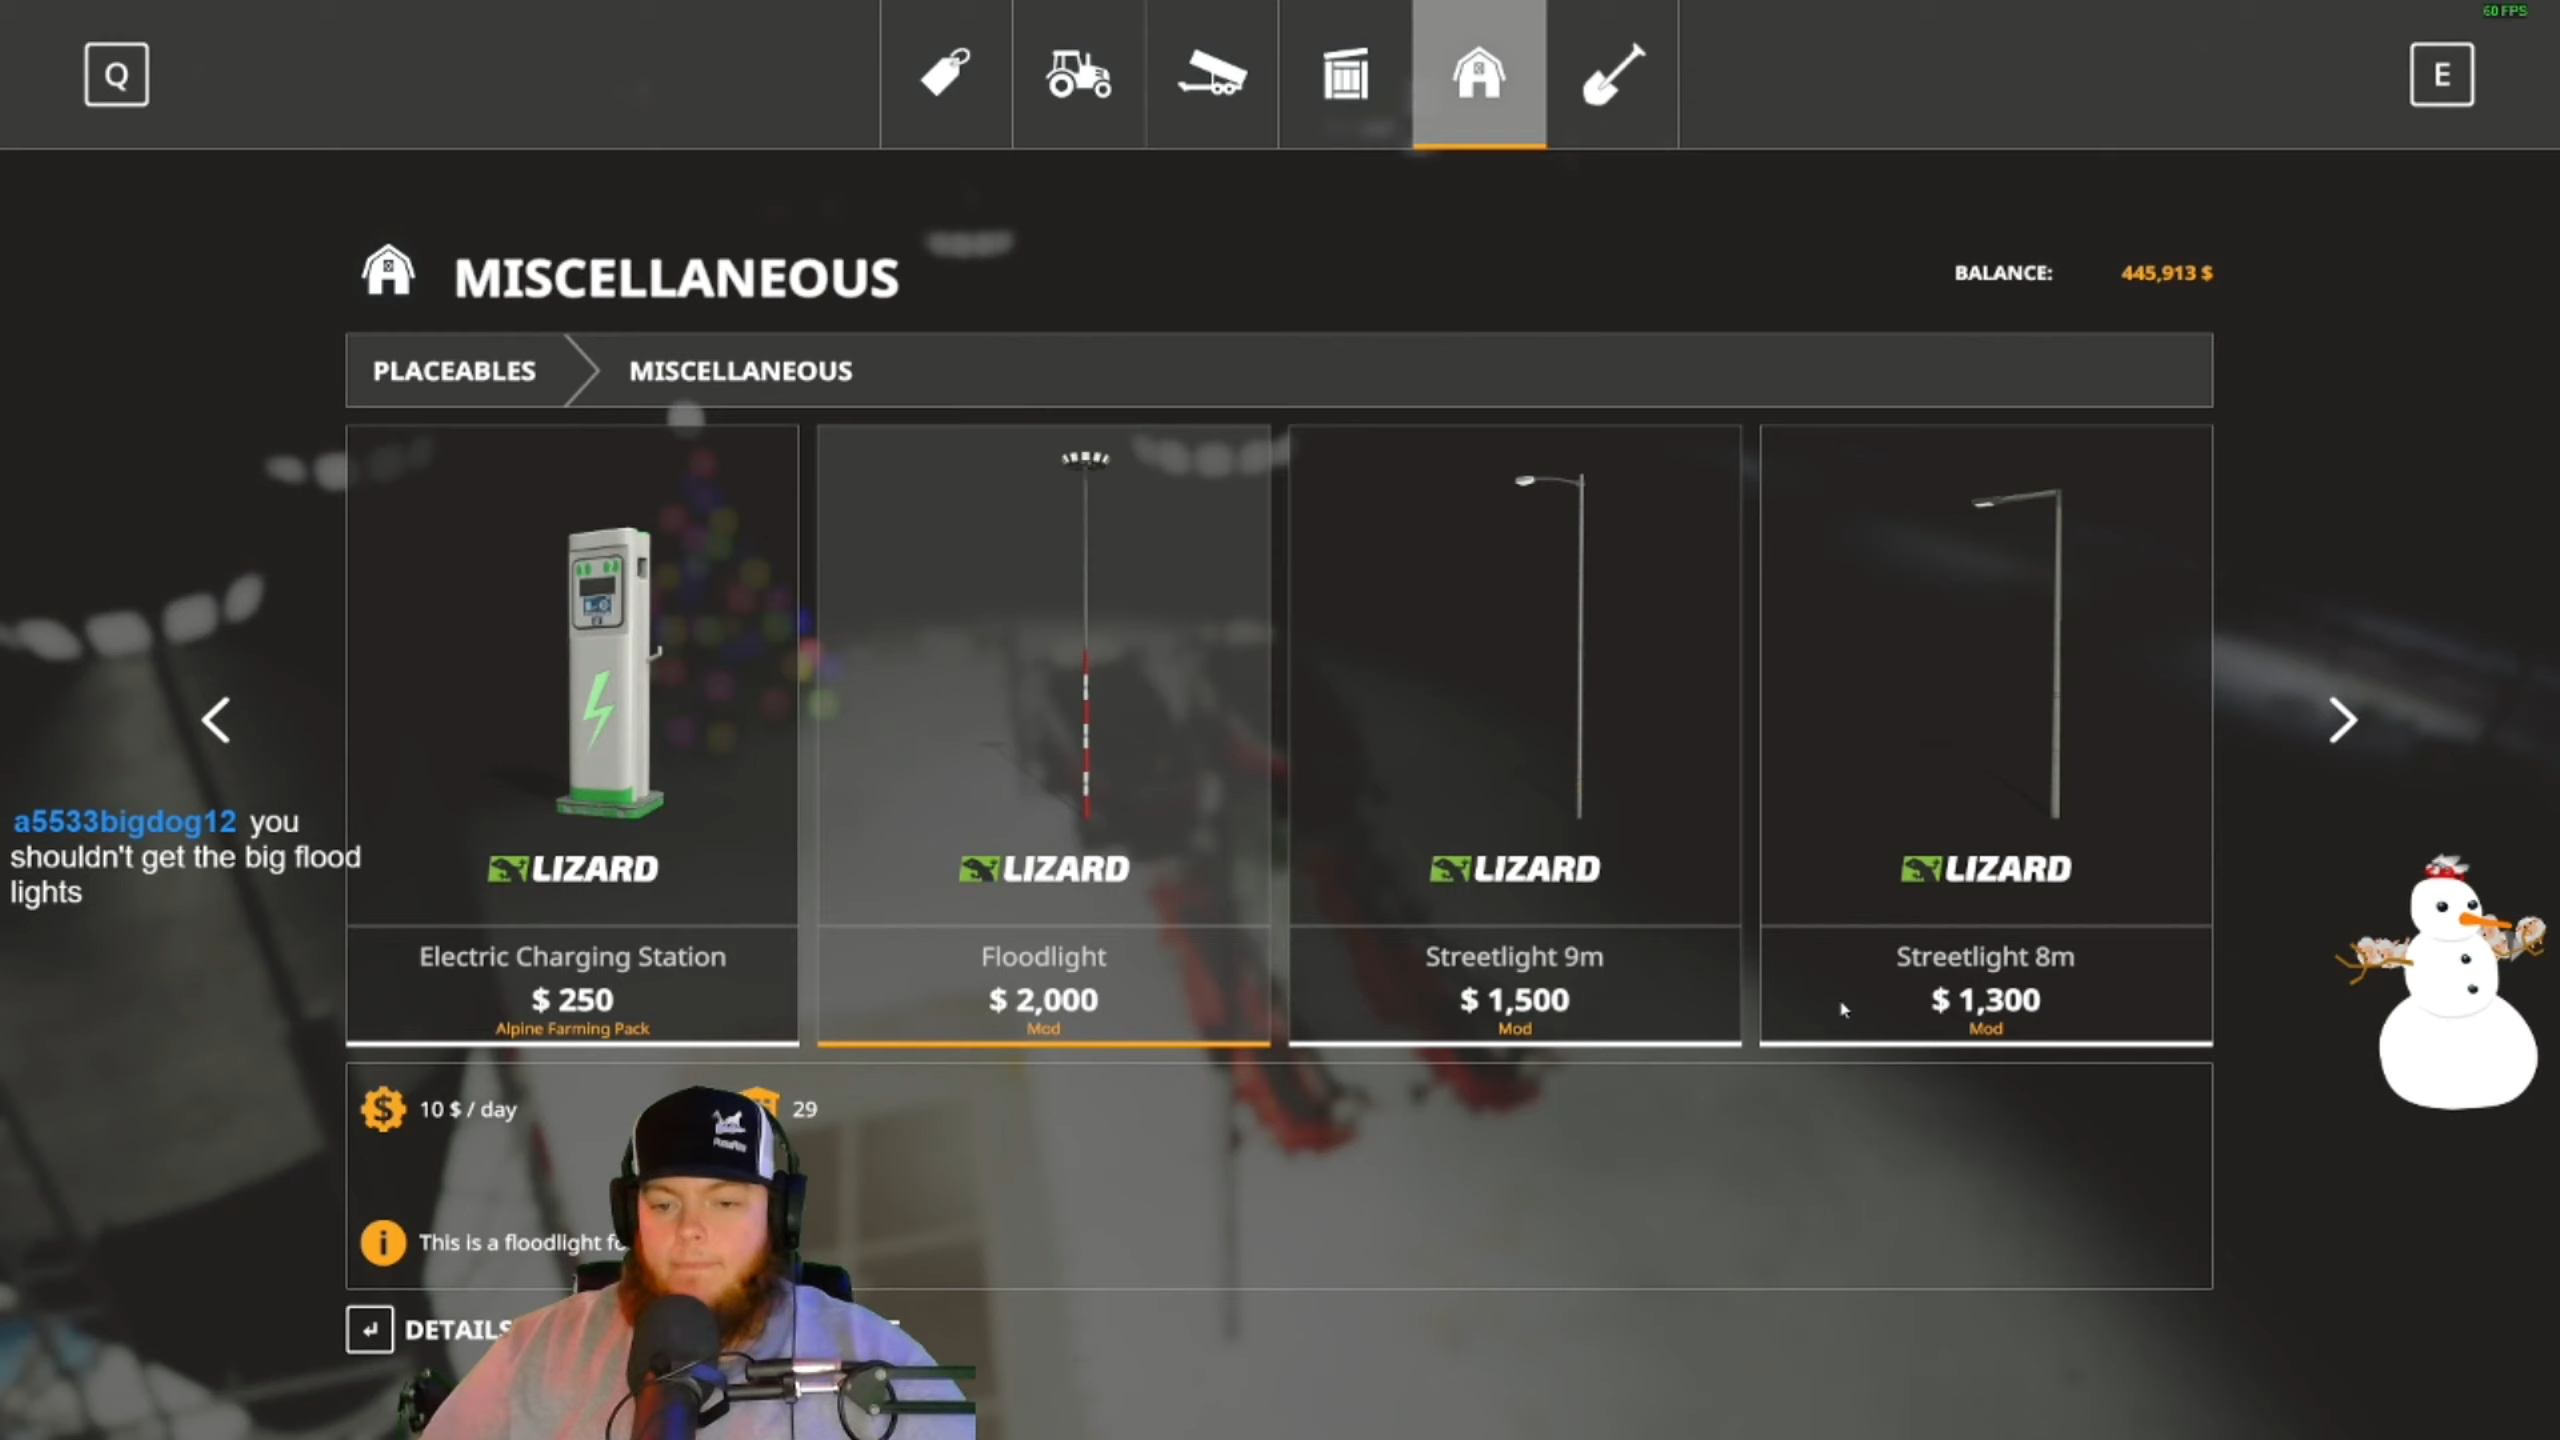 60 FPS
Q
E
MISCELLANEOUS
BALANCE: 445,913 $
PLACEABLES MISCELLANEOUS
LIZARD LIZARD LIZARD LIZARD
Electric Charging Station Floodlight Streetlight 9m Streetlight 8m
$ 250 $ 2,000 $ 1,500 $ 1,300
Alpine Farming Pack Mod Mod Mod
a5533bigdog12 you
shouldn't get the big flood
lights
10 $ / day 29
This is a floodlight
DETAILS